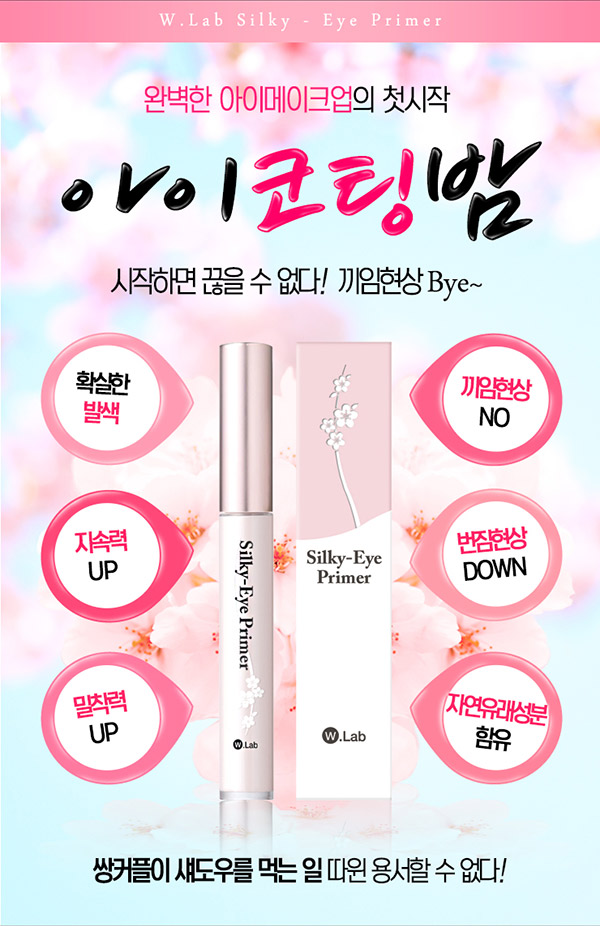 W.Lab Silky - Eye Primer
완벽한 아이메이크업의 첫시작
아이코팅밤
시작하면 끊을 수 없다! 끼임현상 Bye~
확실한
발색
지속력
UP
밀착력
UP
Silky-Eye Primer
W.Lab
Silky-Eye
Primer
W.Lab
끼임현상
NO
번짐현상
DOWN
자연유래성분
함유
쌍커플이 섀도우를 먹는 일 따윈 용서할 수 없다!